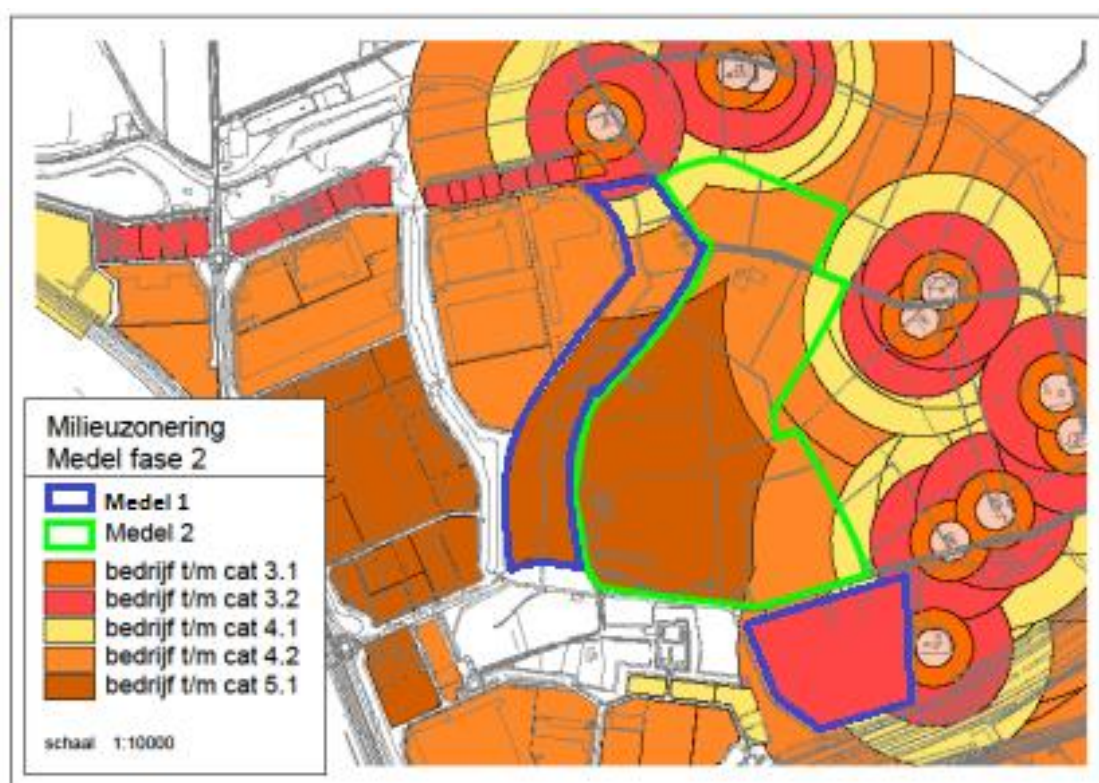 Milieuzonering
Medel fase 2
Medel 1
Medel 2
bedrijf t/m cat 3.1
bedrijf t/m cat 3.2
bedrijf t/m cat 4.1
bedrijf t/m cat 4.2
bedrijf t/m cat 5.1
schaal 1:10000